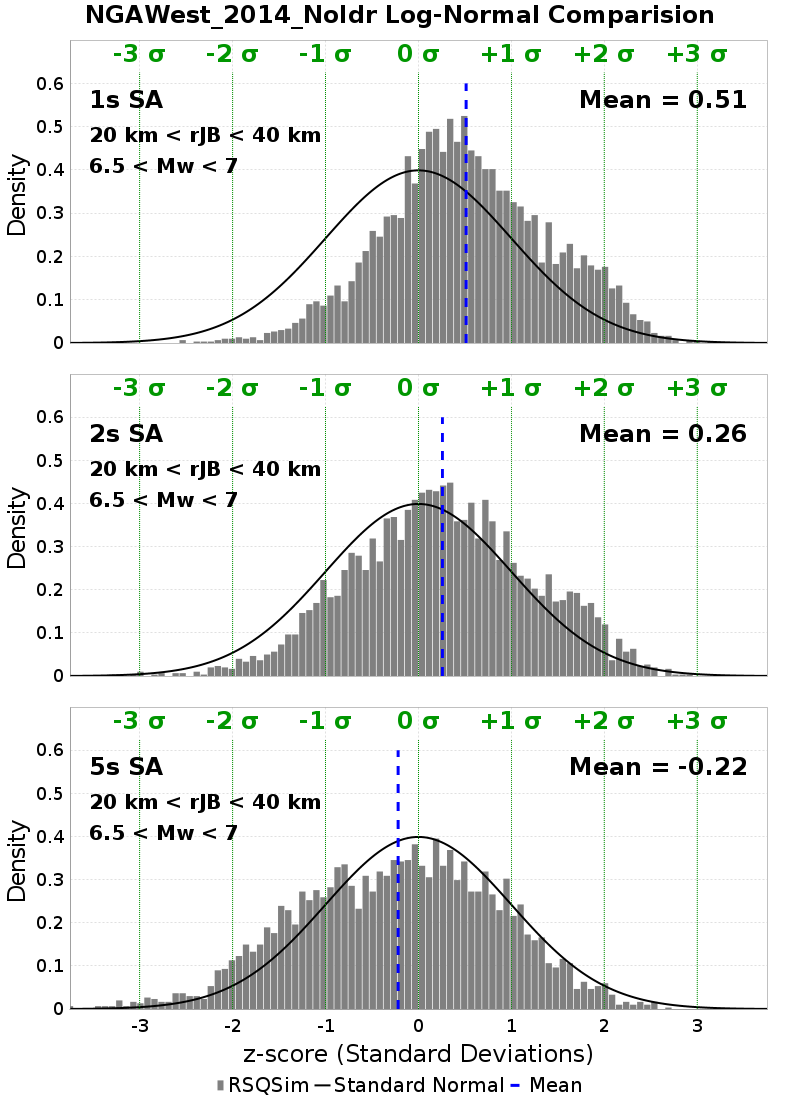 NGAWest_2014_NoIdr Log-Normal Comparision
-3 σ -2 σ -1 σ 0 σ +1 σ +2 σ +3 σ
0.6
1s SA Mean = 0.51
0.5
20 km < rJB < 40 km
6.5 < Mw < 7
0.4
Density
0.3
0.2
0.1
0
-3 σ -2 σ -1 σ 0 σ +1 σ +2 σ +3 σ
0.6
2s SA Mean = 0.26
0.5
20 km < rJB < 40 km
6.5 < Mw < 7
0.4
Density
0.3
0.2
0.1
0
-3 σ -2 σ -1 σ 0 σ +1 σ +2 σ +3 σ
0.6
5s SA Mean = -0.22
0.5
20 km < rJB < 40 km
6.5 < Mw < 7
0.4
Density
0.3
0.2
0.1
0
-3 -2 -1 0 1 2 3
z-score (Standard Deviations)
RSQSim Standard Normal Mean